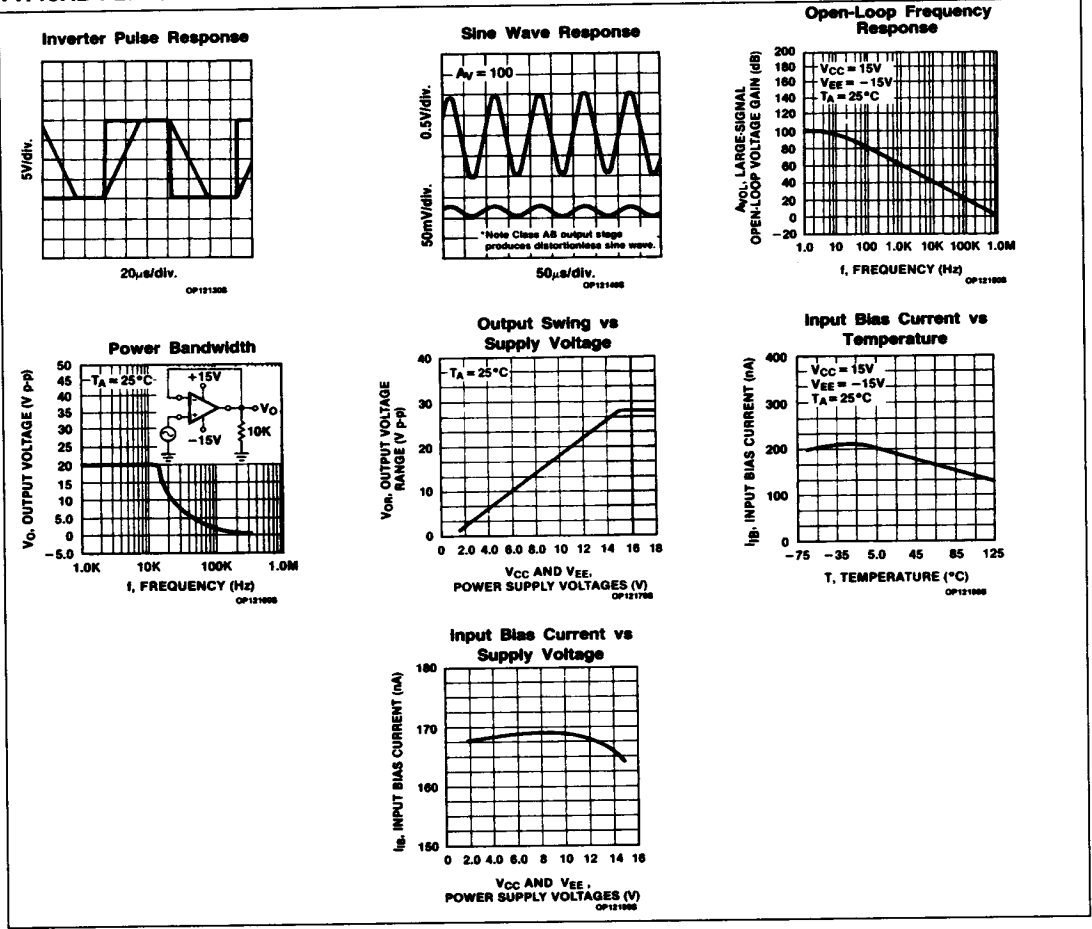 Inverter Pulse Response
5V/div.
20μs/div.
OP12130S
Sine Wave Response
AV = 100
0.5V/div.
50mV/div.
*Note Class AB output stage
produces distortionless sine wave.
50μs/div.
Open-Loop Frequency
Response
AVOL, LARGE-SIGNAL
OPEN-LOOP VOLTAGE GAIN (dB)
200
180
160
140
120
100
80
60
40
20
0
−20
VCC = 15V
VEE = −15V
TA = 25°C
1.0 10 100 1.0K 10K 100K 1.0M
f, FREQUENCY (Hz)
Power Bandwidth
VO, OUTPUT VOLTAGE (V p-p)
50
45
40
35
30
25
20
15
10
5.0
0
−5.0
TA = 25°C
+15V
−15V
VO
10K
1.0K 10K 100K 1.0M
f, FREQUENCY (Hz)
Output Swing vs
Supply Voltage
VOR, OUTPUT VOLTAGE
RANGE (V p-p)
40
30
20
10
0
TA = 25°C
0 2.0 4.0 6.0 8.0 10 12 14 16 18
VCC AND VEE,
POWER SUPPLY VOLTAGES (V)
Input Bias Current vs
Temperature
IIB, INPUT BIAS CURRENT (nA)
400
300
200
100
0
VCC = 15V
VEE = −15V
TA = 25°C
−75 −35 5.0 45 85 125
T, TEMPERATURE (°C)
Input Bias Current vs
Supply Voltage
IIB, INPUT BIAS CURRENT (nA)
180
170
160
150
0 2.0 4.0 6.0 8 10 12 14 16
VCC AND VEE,
POWER SUPPLY VOLTAGES (V)